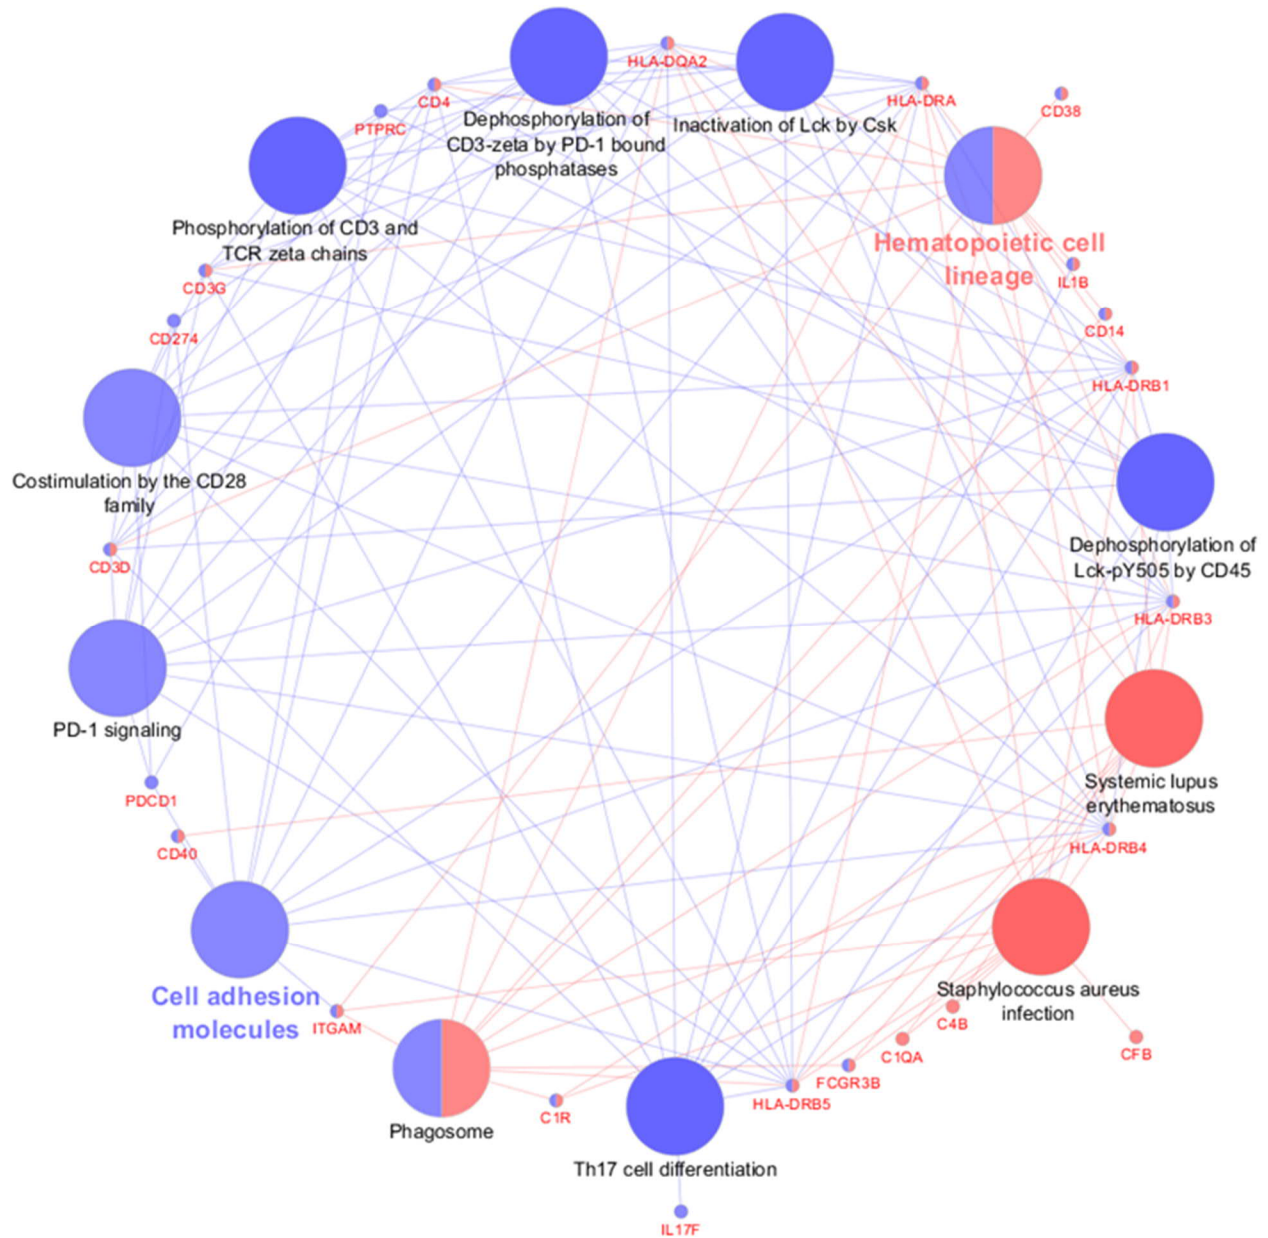 HLA-DQA2
CD4
HLA-DRA
CD38
PTPRC
Dephosphorylation of
CD3-zeta by PD-1 bound
phosphatases
Inactivation of Lck by Csk
Phosphorylation of CD3 and
TCR zeta chains
Hematopoietic cell
lineage
CD3G
IL1B
CD274
CD14
HLA-DRB1
Costimulation by the CD28
family
CD3D
Dephosphorylation of
Lck-pY505 by CD45
HLA-DRB3
PD-1 signaling
Systemic lupus
erythematosus
PDCD1
CD40
HLA-DRB4
Cell adhesion
molecules
ITGAM
Staphylococcus aureus
infection
C4B
C1QA
CFB
FCGR3B
HLA-DRB5
C1R
Phagosome
Th17 cell differentiation
IL17F